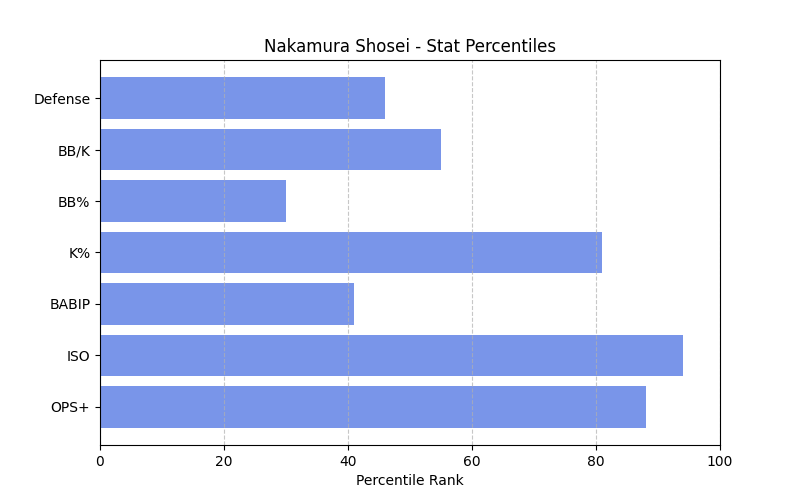 Nakamura Shosei - Stat Percentiles
Defense
BB/K
BB%
K%
BABIP
ISO
OPS+
0 20 40 60 80 100
Percentile Rank